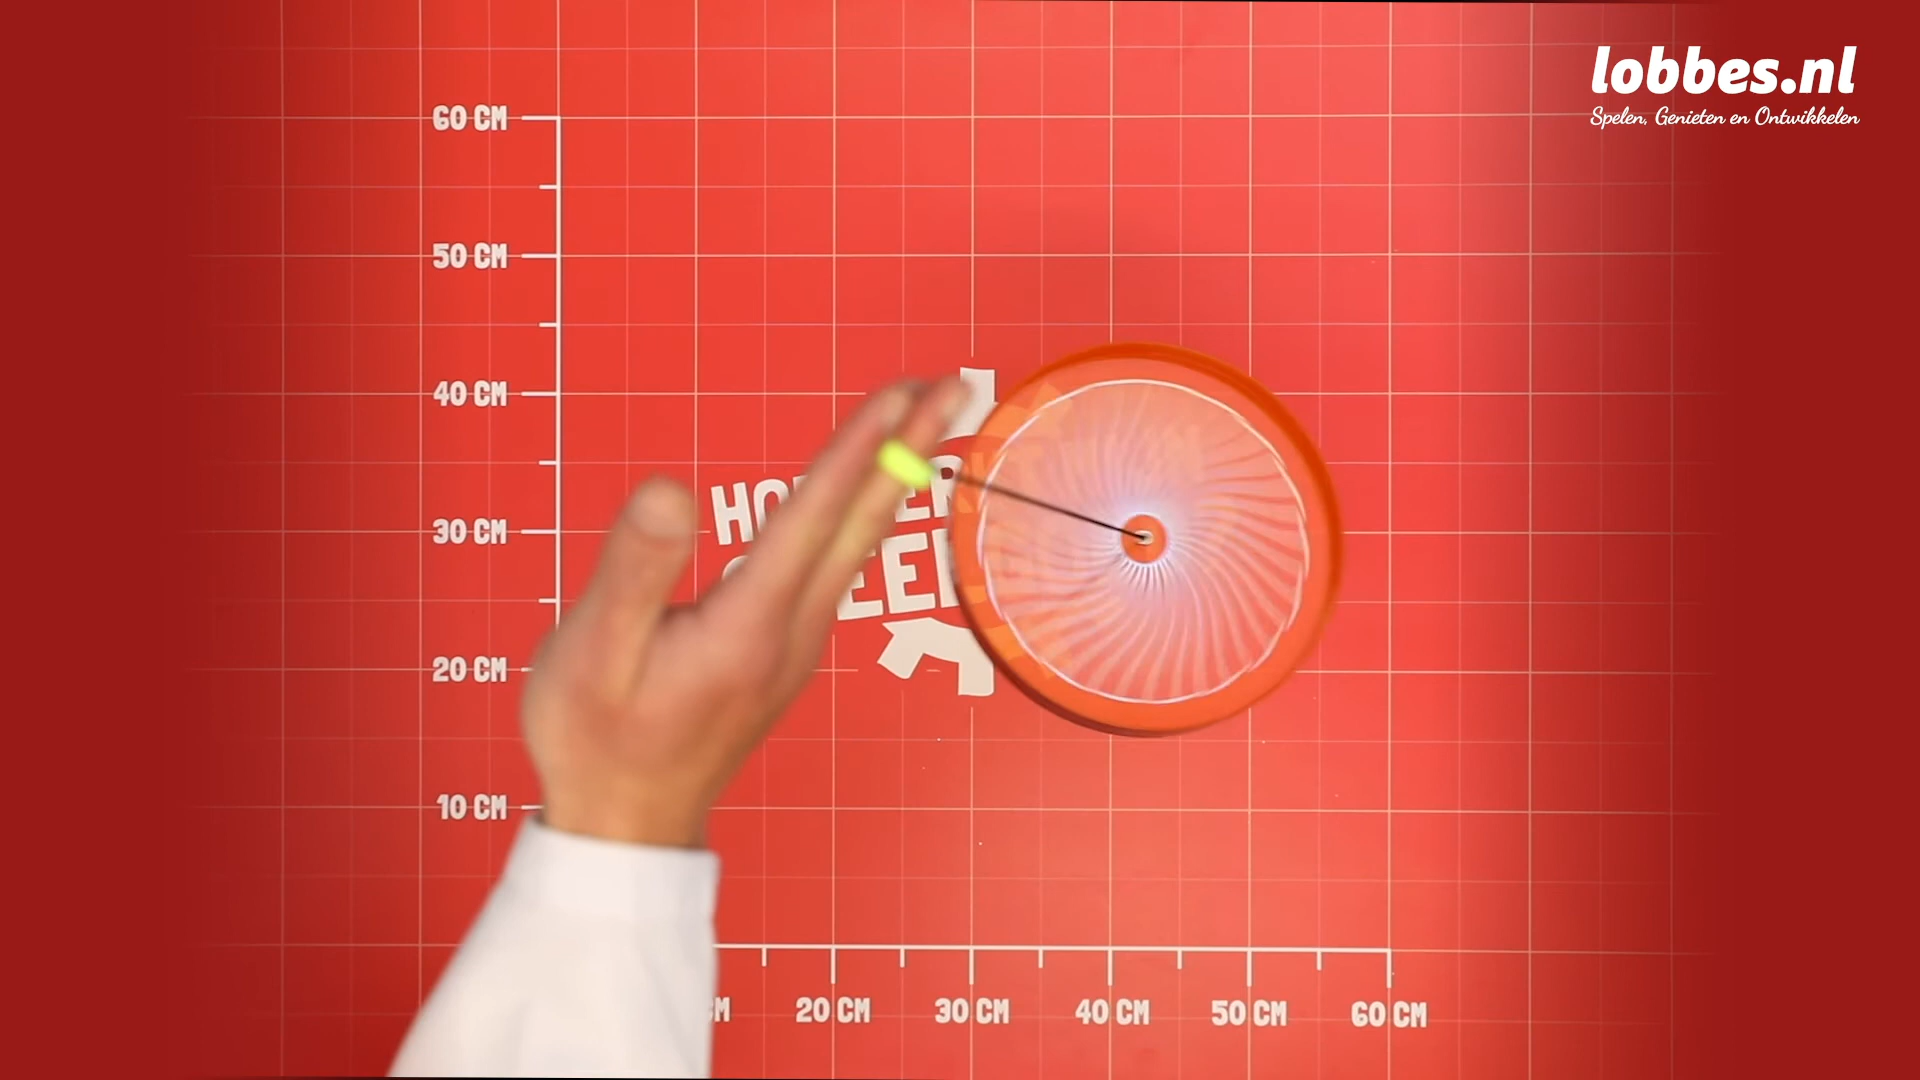 lobbes.nl
Spelen, Genieten en Ontwikkelen
60 CM
50 CM
40 CM
30 CM
20 CM
10 CM
20 CM
30 CM
40 CM
50 CM
60 CM